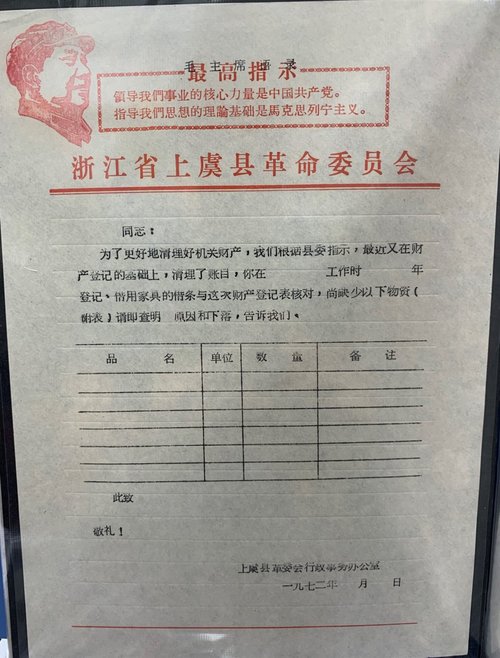 毛主席语录
最高指示
領导我們事业的核心力量是中国共产党。
指导我們思想的理論基础是馬克思列宁主义。
浙江省上虞县革命委员会
同志：
为了更好地清理好机关财产，我们根据县委指示，最近又在财
产登记的基础上，清理了账目，你在 工作时 年
登记、借用家具的借条与这次财产登记表核对，尚缺少以下物资（
附表）请即查明 原因和下落，告诉我们。
品 名 单位 数 量 备 注
此致
敬礼！
上虞县革委会行政事务办公室
一九七二年 月 日